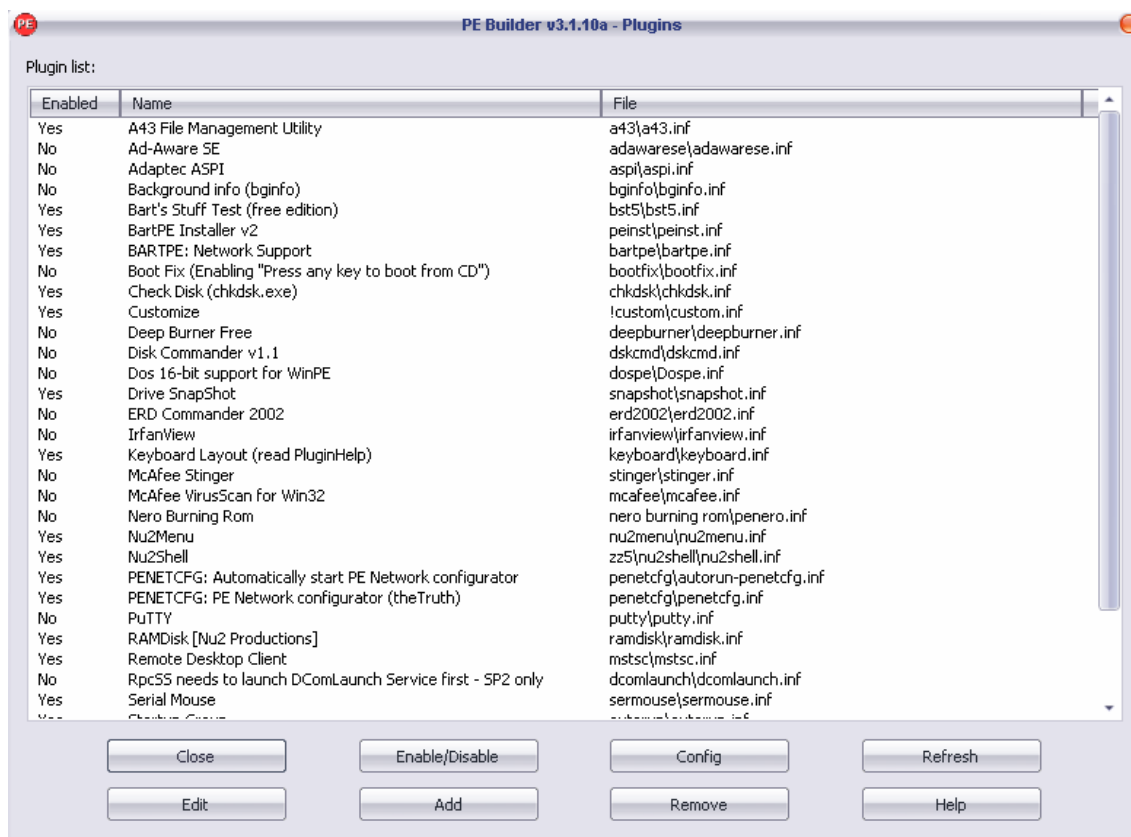 PE PE Builder v3.1.10a - Plugins
Plugin list:
Enabled Name File
Yes A43 File Management Utility a43\a43.inf
No Ad-Aware SE adawarese\adawarese.inf
No Adaptec ASPI aspi\aspi.inf
No Background info (bginfo) bginfo\bginfo.inf
Yes Bart's Stuff Test (free edition) bst5\bst5.inf
Yes BartPE Installer v2 peinst\peinst.inf
Yes BARTPE: Network Support bartpe\bartpe.inf
No Boot Fix (Enabling "Press any key to boot from CD") bootfix\bootfix.inf
Yes Check Disk (chkdsk.exe) chkdsk\chkdsk.inf
Yes Customize !custom\custom.inf
No Deep Burner Free deepburner\deepburner.inf
No Disk Commander v1.1 dskcmd\dskcmd.inf
No Dos 16-bit support for WinPE dospe\Dospe.inf
Yes Drive SnapShot snapshot\snapshot.inf
No ERD Commander 2002 erd2002\erd2002.inf
No IrfanView irfanview\irfanview.inf
Yes Keyboard Layout (read PluginHelp) keyboard\keyboard.inf
No McAfee Stinger stinger\stinger.inf
No McAfee VirusScan for Win32 mcafee\mcafee.inf
No Nero Burning Rom nero burning rom\penero.inf
Yes Nu2Menu nu2menu\nu2menu.inf
Yes Nu2Shell zz5\nu2shell\nu2shell.inf
Yes PENETCFG: Automatically start PE Network configurator penetcfg\autorun-penetcfg.inf
Yes PENETCFG: PE Network configurator (theTruth) penetcfg\penetcfg.inf
No PuTTY putty\putty.inf
Yes RAMDisk [Nu2 Productions] ramdisk\ramdisk.inf
Yes Remote Desktop Client mstsc\mstsc.inf
No RpcSS needs to launch DComLaunch Service first - SP2 only dcomlaunch\dcomlaunch.inf
Yes Serial Mouse sermouse\sermouse.inf
Close Enable/Disable Config Refresh
Edit Add Remove Help